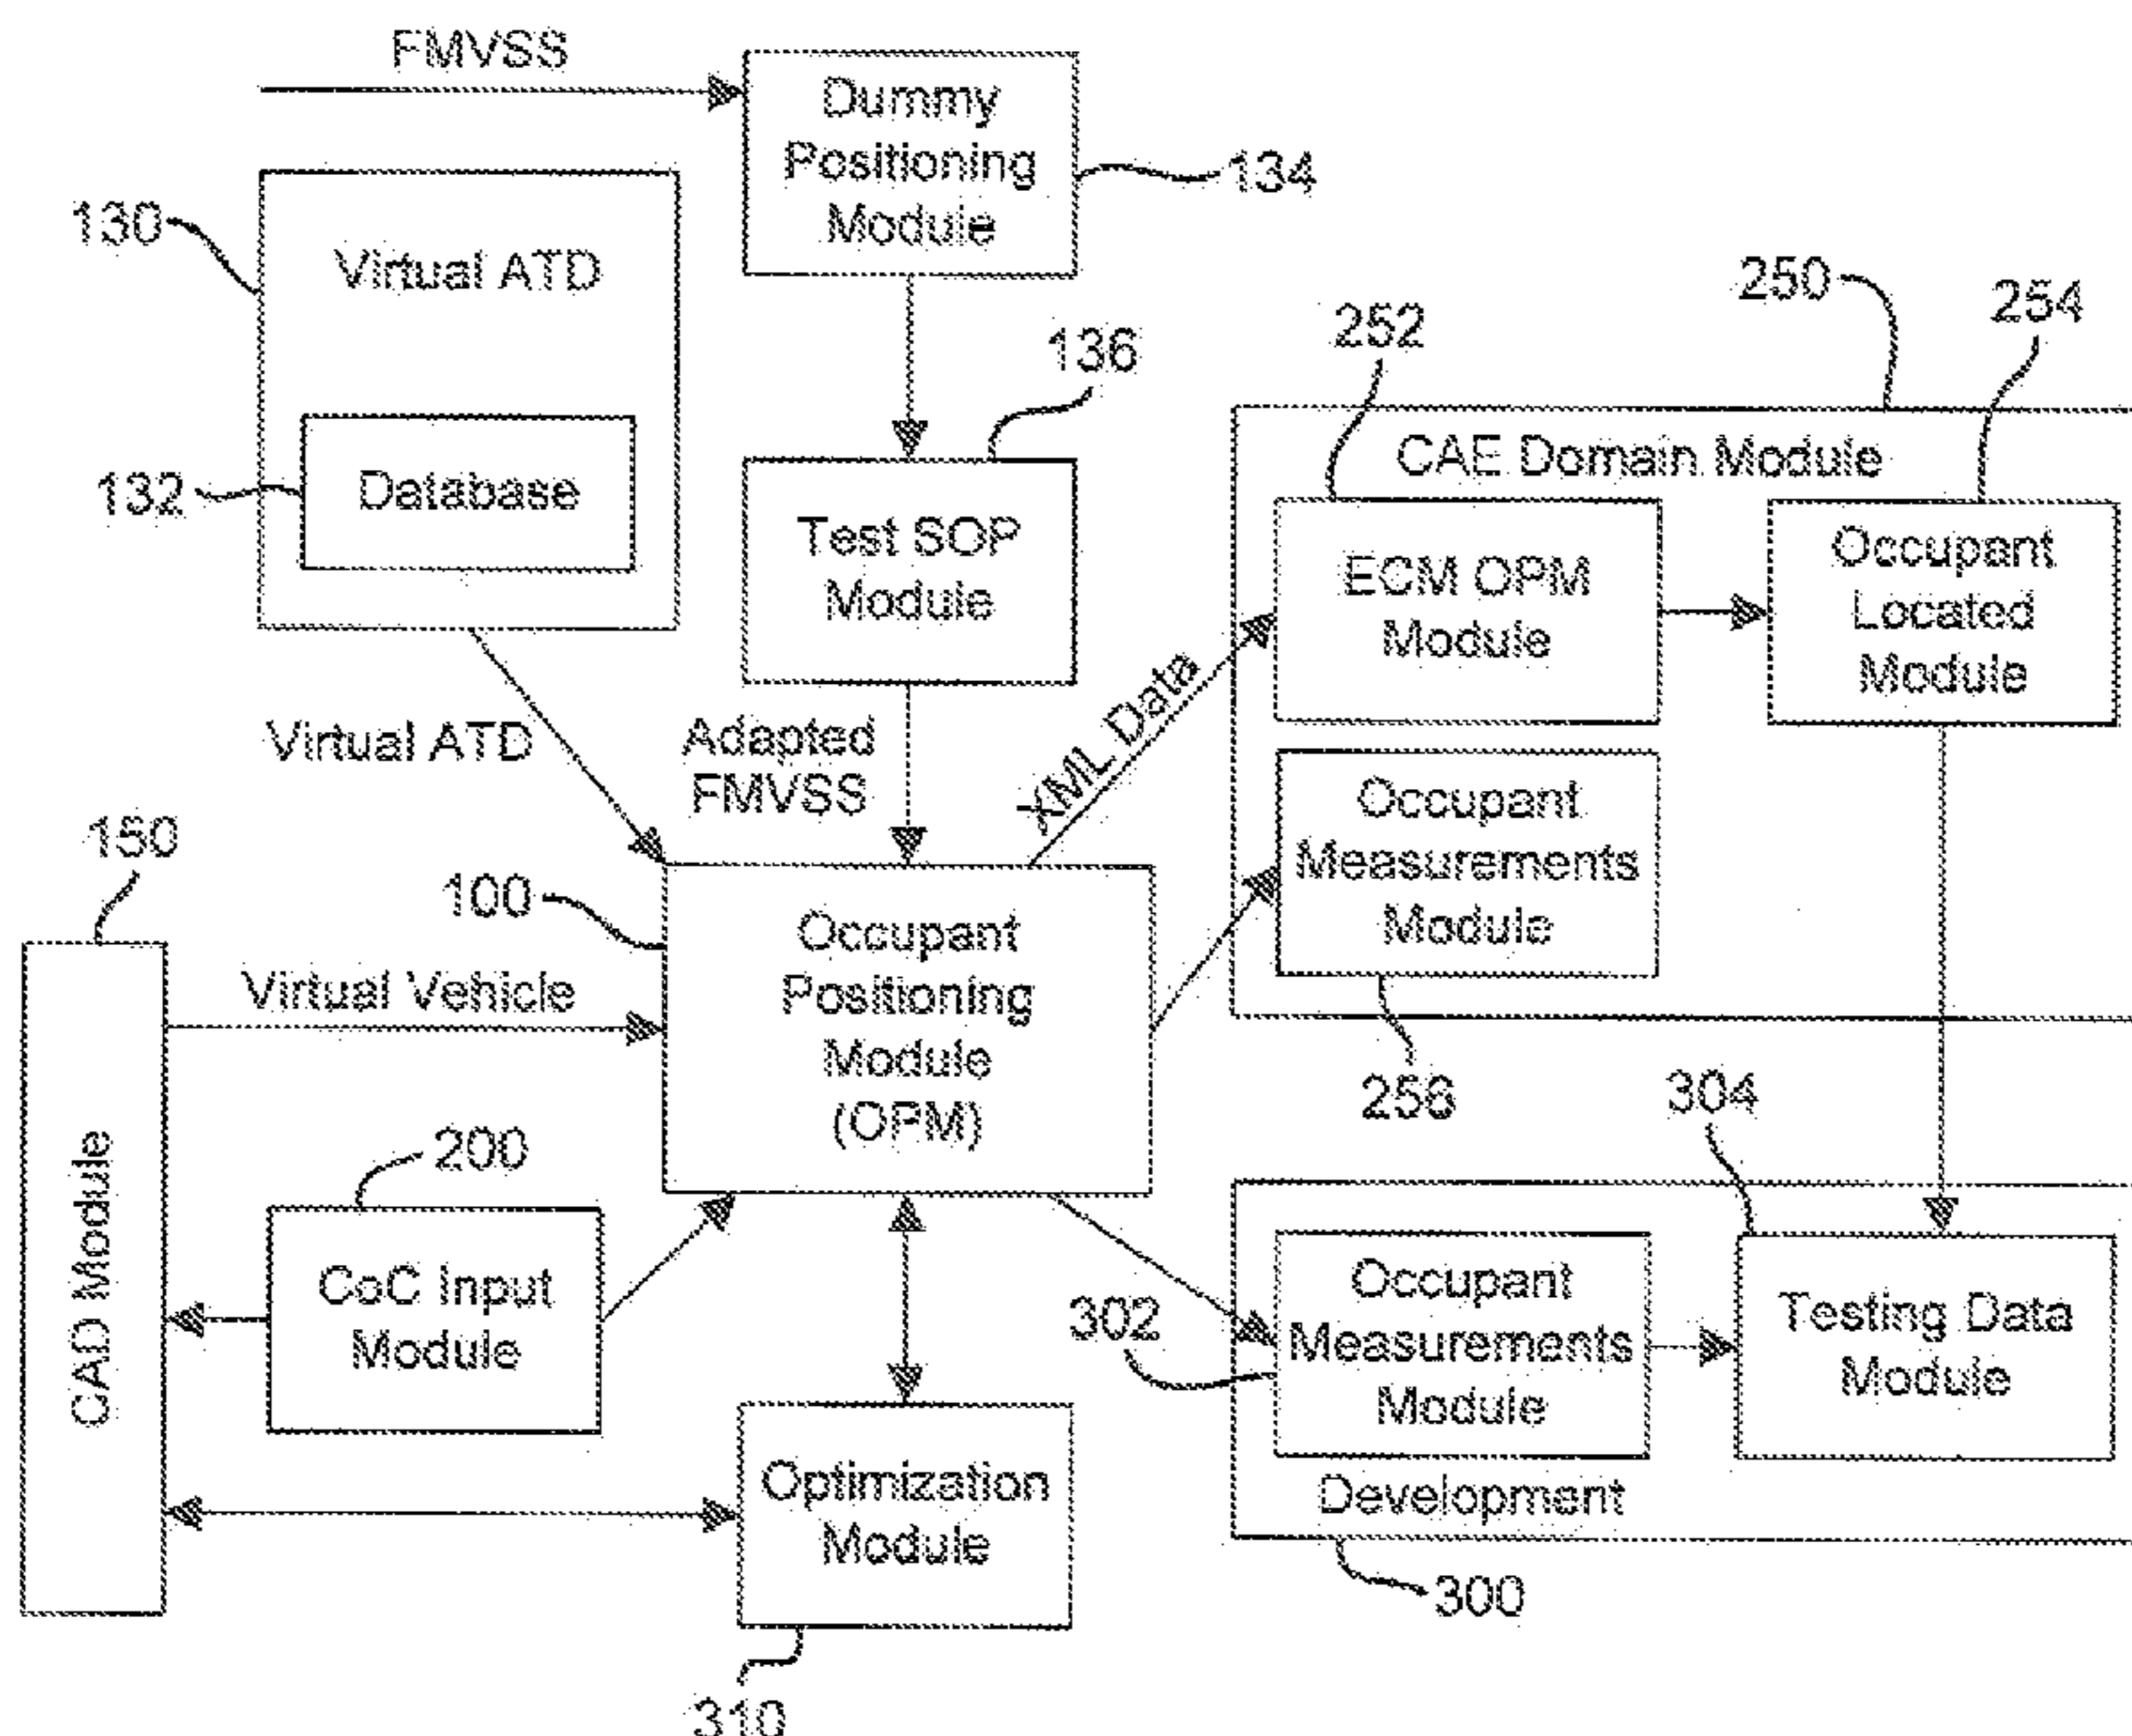 FMVSS
Dummy
Positioning
Module
134
130
Virtual ATD
132
Database
136
Test SOP
Module
252
250
254
CAE Domain Module
ECM OPM
Module
Occupant
Located
Module
Virtual ATD
Adapted
FMVSS
XML Data
Occupant
Measurements
Module
256
150
100
Occupant
Positioning
Module
(OPM)
Virtual Vehicle
CAD Module
200
CoC Input
Module
304
302
Occupant
Measurements
Module
Testing Data
Module
Development
300
Optimization
Module
310